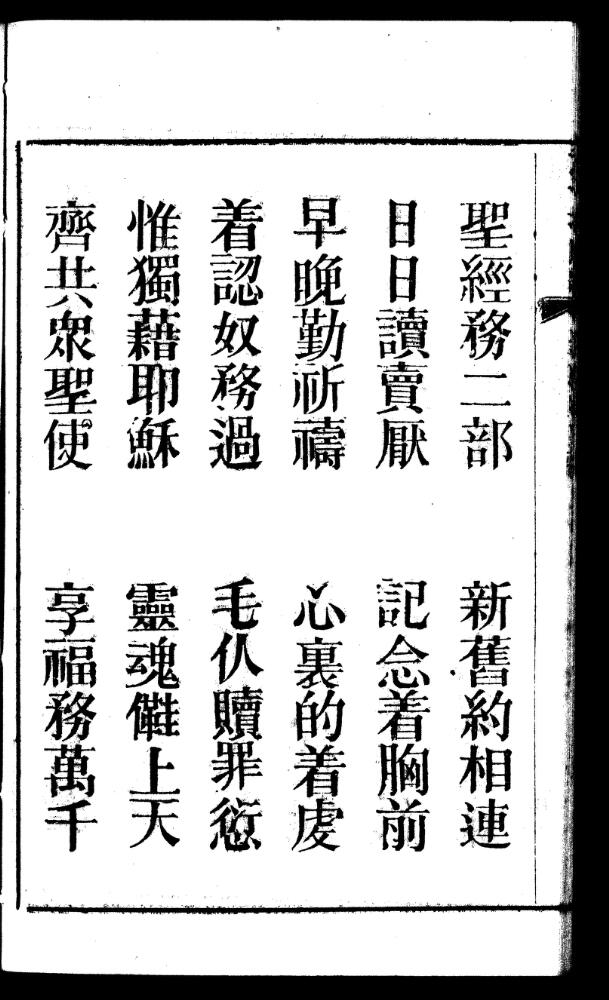 聖經務二部 新舊約相連
日日讀賣厭 記念着胸前
早晚勤祈禱 心裏的着虔
着認奴務過 毛仈贖罪愆
惟獨藉耶穌 靈魂㑚上天
齊共衆聖使 享福務萬千